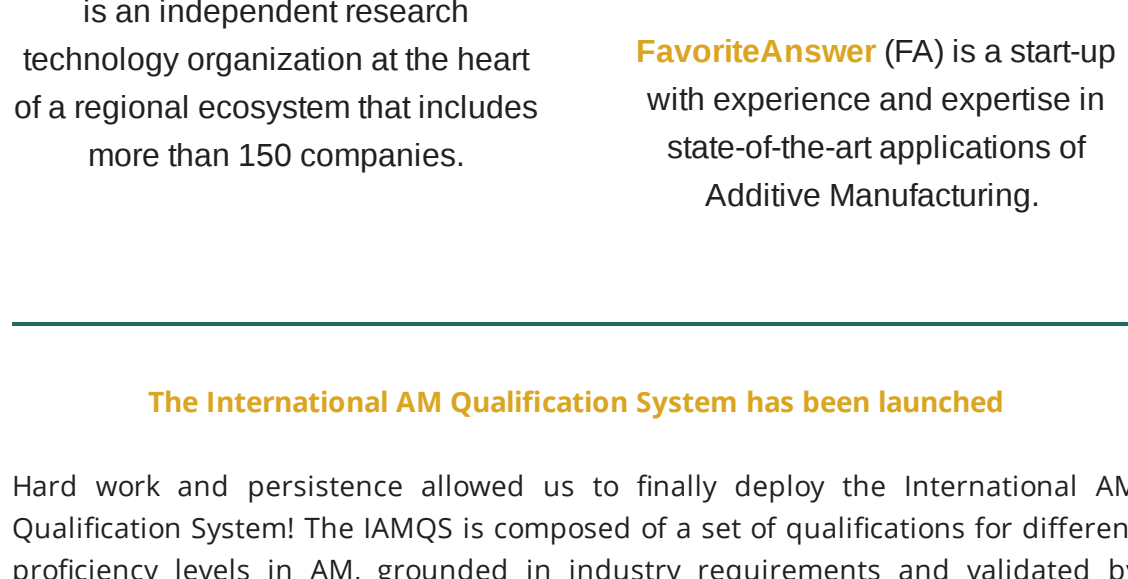 is an independent research
technology organization at the heart
of a regional ecosystem that includes
more than 150 companies.
FavoriteAnswer (FA) is a start-up
with experience and expertise in
state-of-the-art applications of
Additive Manufacturing.
The International AM Qualification System has been launched
Hard work and persistence allowed us to finally deploy the International AM
Qualification System! The IAMQS is composed of a set of qualifications for differen
proficiency levels in AM, grounded in industry requirements and validated by